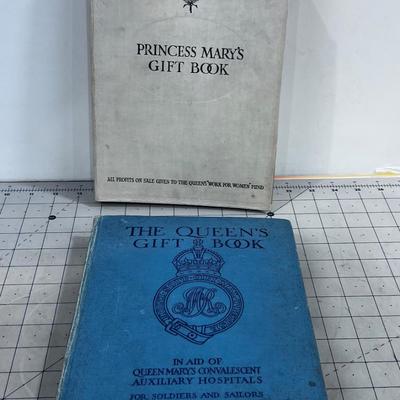 PRINCESS MARY'S
GIFT BOOK
ALL PROFITS ON SALE GIVEN TO THE QUEEN'S "WORK FOR WOMEN" FUND
THE QUEEN'S
GIFT BOOK
IN AID OF
QUEEN MARY'S CONVALESCENT
AUXILIARY HOSPITALS
FOR SOLDIERS AND SAILORS